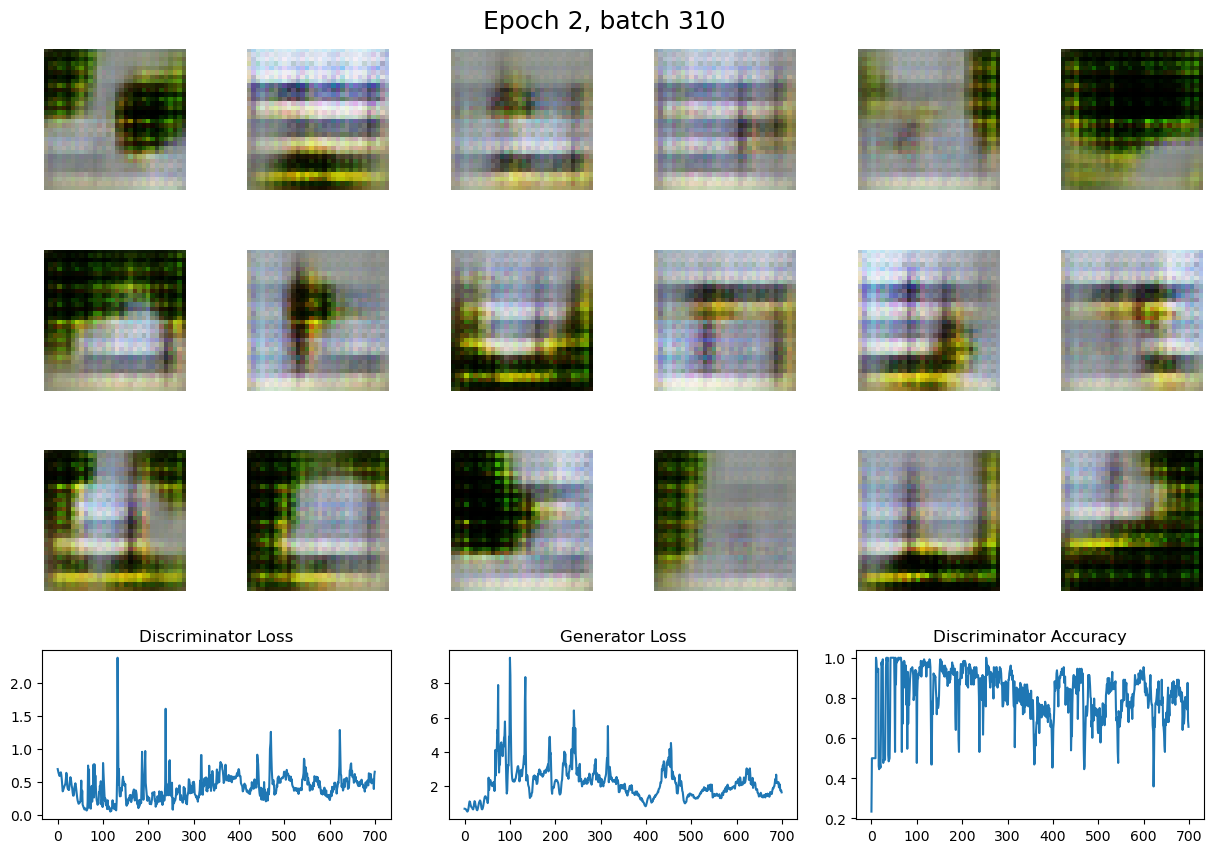 Epoch 2, batch 310
Discriminator Loss
Generator Loss
Discriminator Accuracy
2.0
1.5
1.0
0.5
0.0
0 100 200 300 400 500 600 700
8
6
4
2
0 100 200 300 400 500 600 700
1.0
0.8
0.6
0.4
0.2
0 100 200 300 400 500 600 700